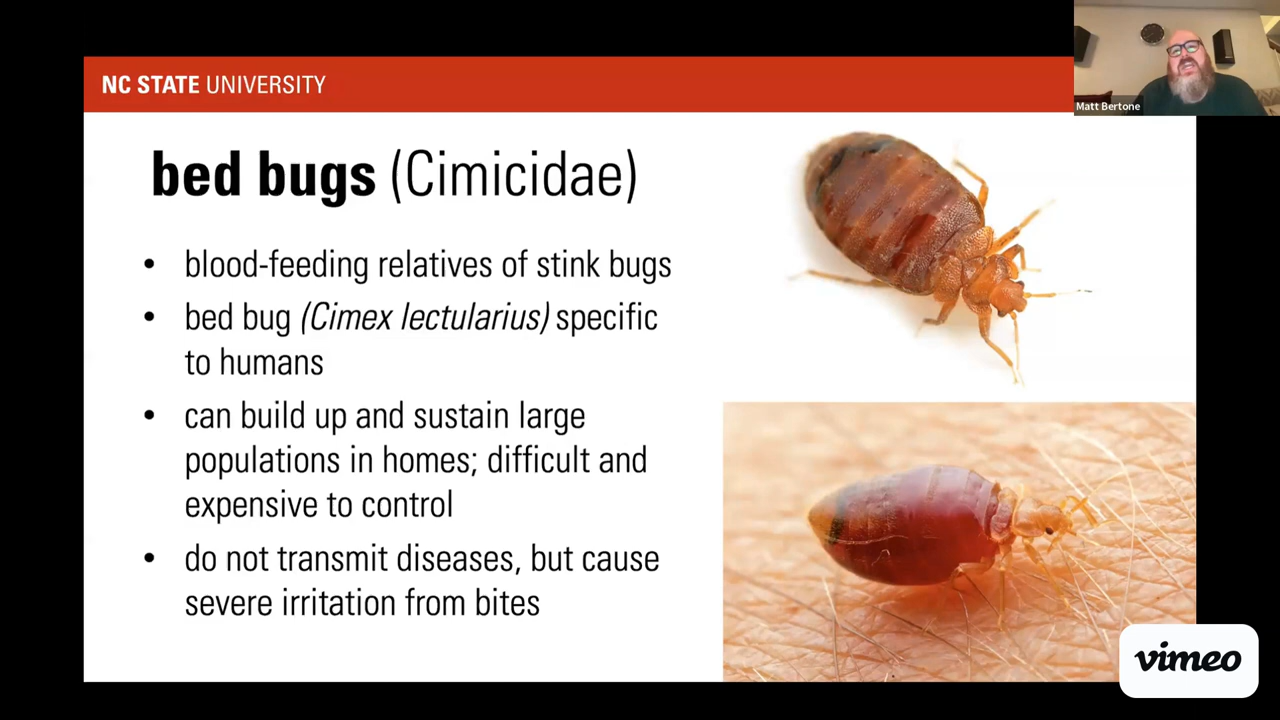 NC STATE UNIVERSITY
Matt Bertone
bed bugs (Cimicidae)
• blood-feeding relatives of stink bugs
• bed bug (Cimex lectularius) specific
to humans
• can build up and sustain large
populations in homes; difficult and
expensive to control
• do not transmit diseases, but cause
severe irritation from bites
vimeo